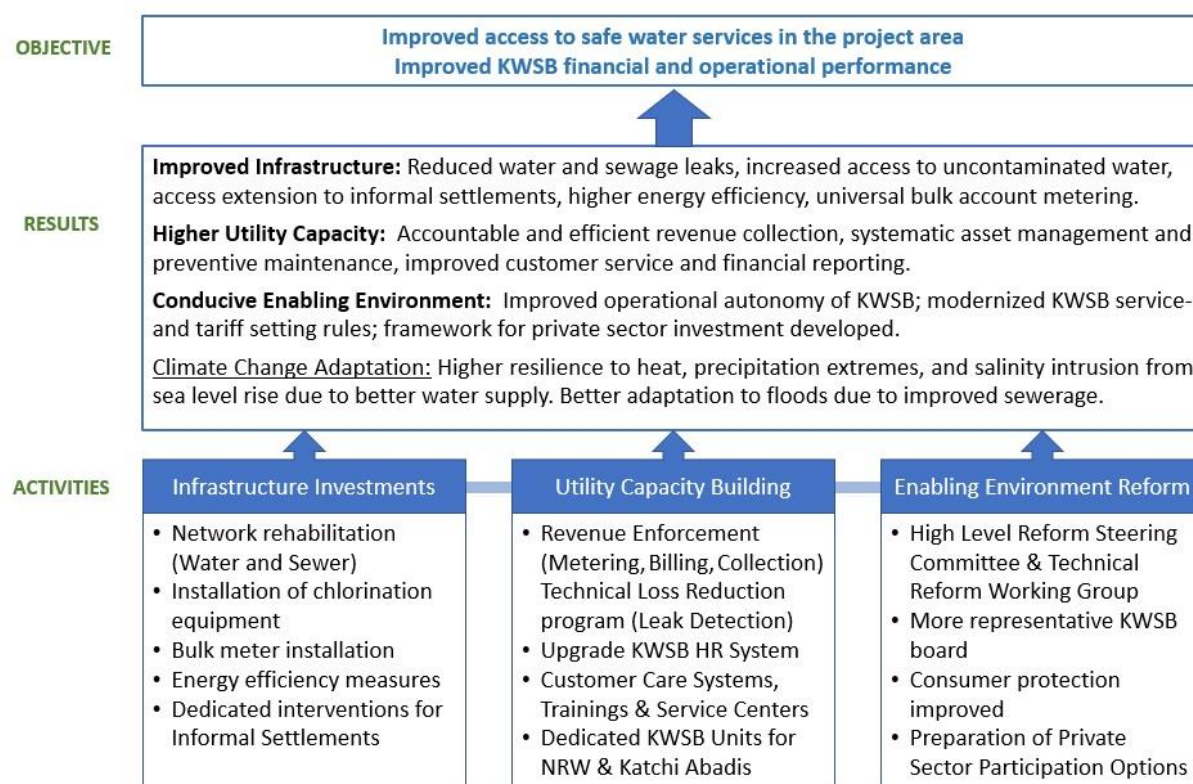 OBJECTIVE
Improved access to safe water services in the project area
Improved KWSB financial and operational performance
RESULTS
Improved Infrastructure: Reduced water and sewage leaks, increased access to uncontaminated water,
access extension to informal settlements, higher energy efficiency, universal bulk account metering.
Higher Utility Capacity: Accountable and efficient revenue collection, systematic asset management and
preventive maintenance, improved customer service and financial reporting.
Conducive Enabling Environment: Improved operational autonomy of KWSB; modernized KWSB service-
and tariff setting rules; framework for private sector investment developed.
Climate Change Adaptation: Higher resilience to heat, precipitation extremes, and salinity intrusion from
sea level rise due to better water supply. Better adaptation to floods due to improved sewerage.
ACTIVITIES
Infrastructure Investments
• Network rehabilitation
(Water and Sewer)
• Installation of chlorination
equipment
• Bulk meter installation
• Energy efficiency measures
• Dedicated interventions for
Informal Settlements
Utility Capacity Building
• Revenue Enforcement
(Metering, Billing, Collection)
Technical Loss Reduction
program (Leak Detection)
• Upgrade KWSB HR System
• Customer Care Systems,
Trainings & Service Centers
• Dedicated KWSB Units for
NRW & Katchi Abadis
Enabling Environment Reform
• High Level Reform Steering
Committee & Technical
Reform Working Group
• More representative KWSB
board
• Consumer protection
improved
• Preparation of Private
Sector Participation Options